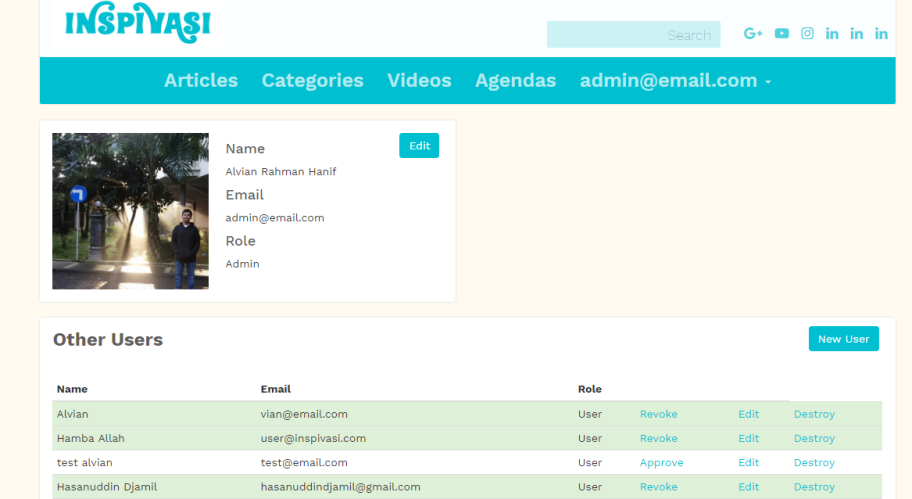 INSPIVASI
Search
Articles Categories Videos Agendas admin@email.com
Name
Edit
Alvian Rahman Hanif
Email
admin@email.com
Role
Admin
Other Users
New User
Name Email Role
Alvian vian@email.com User Revoke Edit Destroy
Hamba Allah user@inspivasi.com User Revoke Edit Destroy
test alvian test@email.com User Approve Edit Destroy
Hasanuddin Djamil hasanuddindjamil@gmail.com User Revoke Edit Destroy